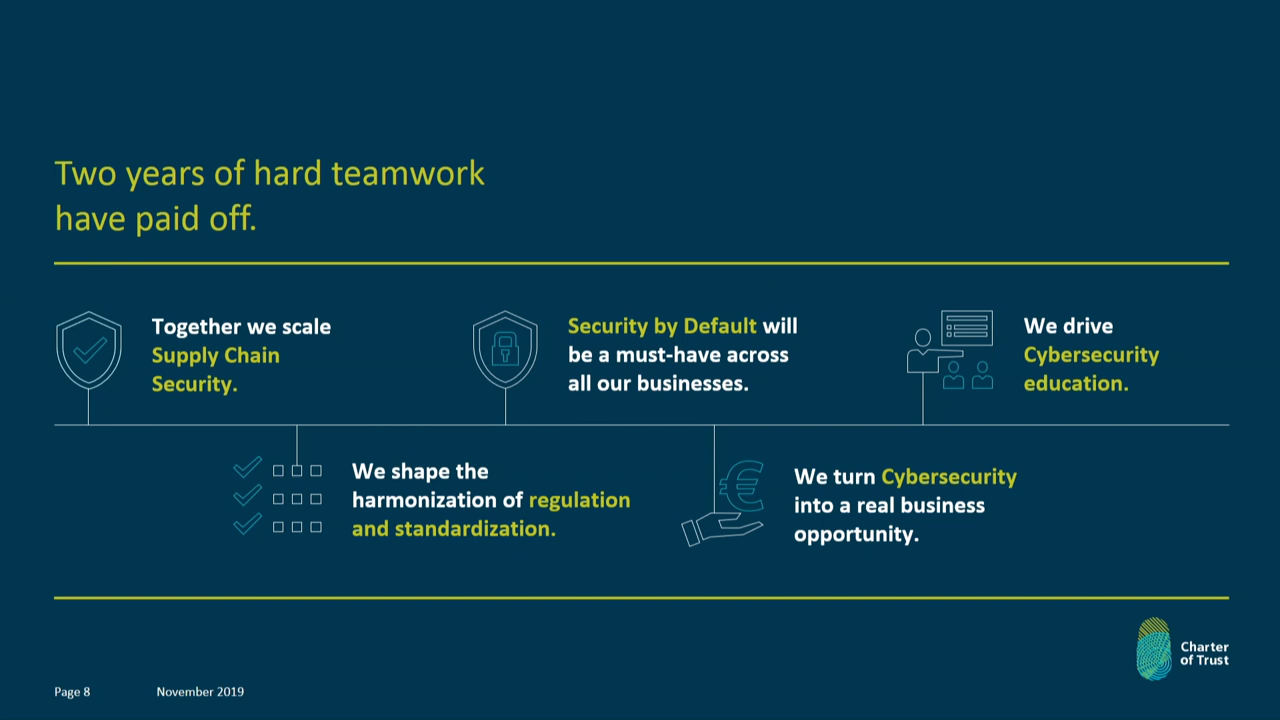 Two years of hard teamwork
have paid off.
Together we scale
Supply Chain
Security.
We shape the
harmonization of regulation
and standardization.
Security by Default will
be a must-have across
all our businesses.
€
We turn Cybersecurity
into a real business
opportunity.
We drive
Cybersecurity
education.
Charter
of Trust
Page 8
November 2019